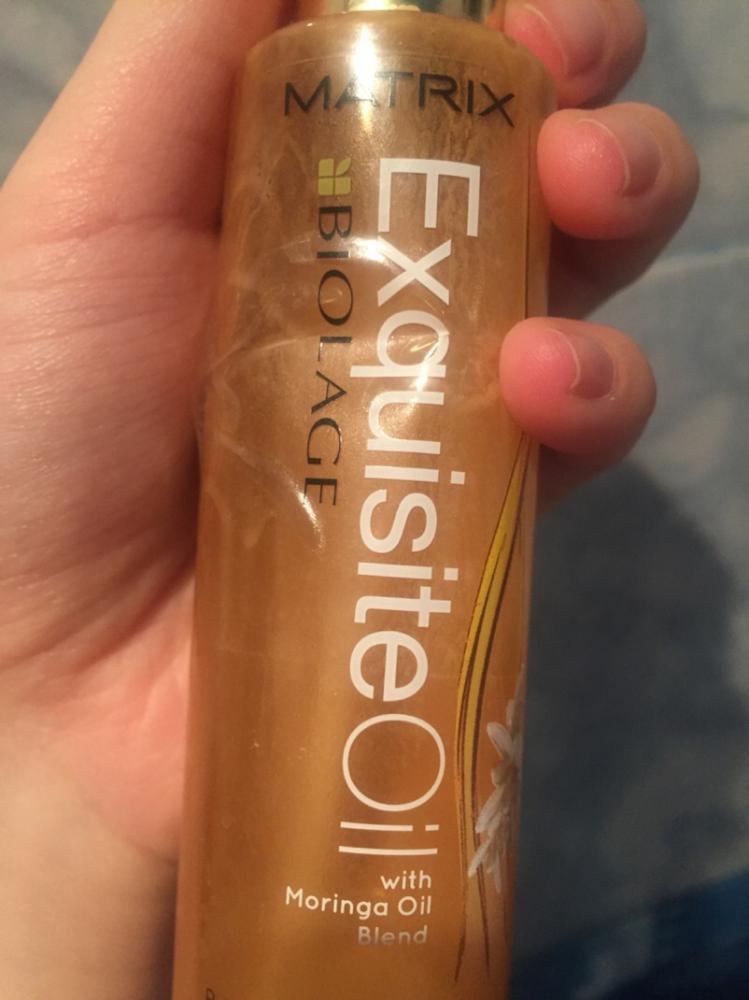 MATRIX
BIOLAGE
ExquisiteOil
with
Moringa Oil
Blend